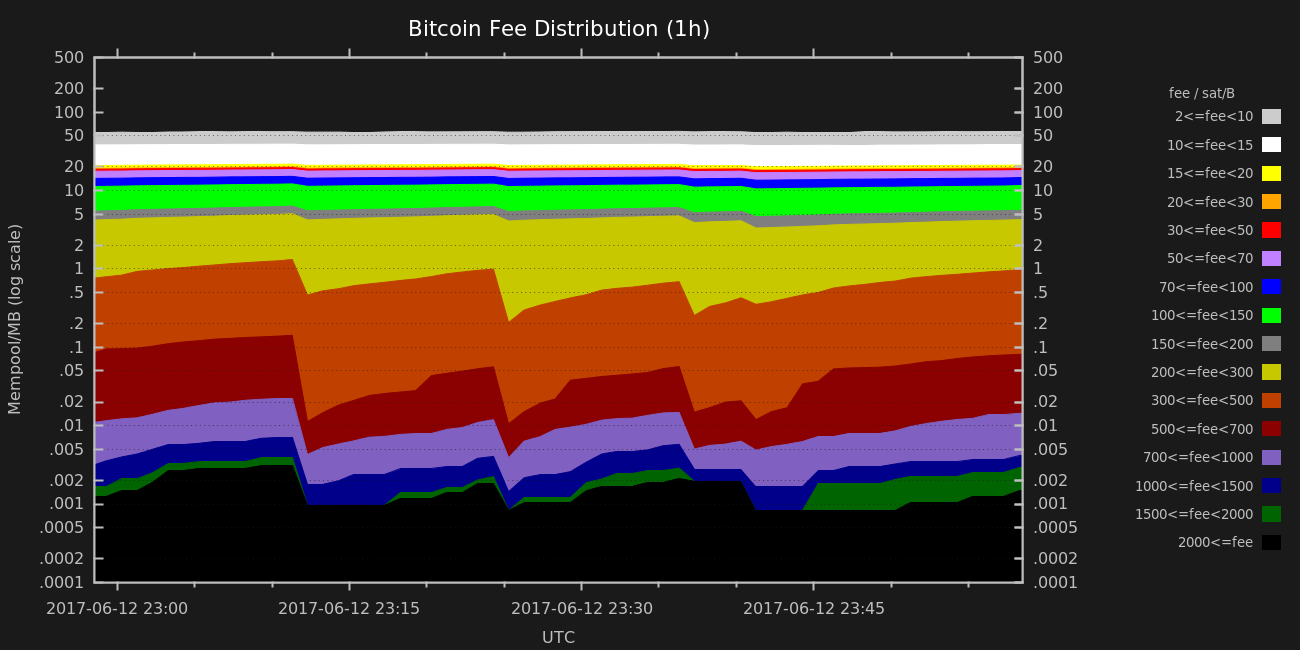 Bitcoin Fee Distribution (1h)
500
200
100
50
20
10
5
2
1
.5
.2
.1
.05
.02
.01
.005
.002
.001
.0005
.0002
.0001
Mempool/MB (log scale)
500
200
100
50
20
10
5
2
1
.5
.2
.1
.05
.02
.01
.005
.002
.001
.0005
.0002
.0001
2017-06-12 23:00 2017-06-12 23:15 2017-06-12 23:30 2017-06-12 23:45
UTC
fee / sat/B
2<=fee<10
10<=fee<15
15<=fee<20
20<=fee<30
30<=fee<50
50<=fee<70
70<=fee<100
100<=fee<150
150<=fee<200
200<=fee<300
300<=fee<500
500<=fee<700
700<=fee<1000
1000<=fee<1500
1500<=fee<2000
2000<=fee